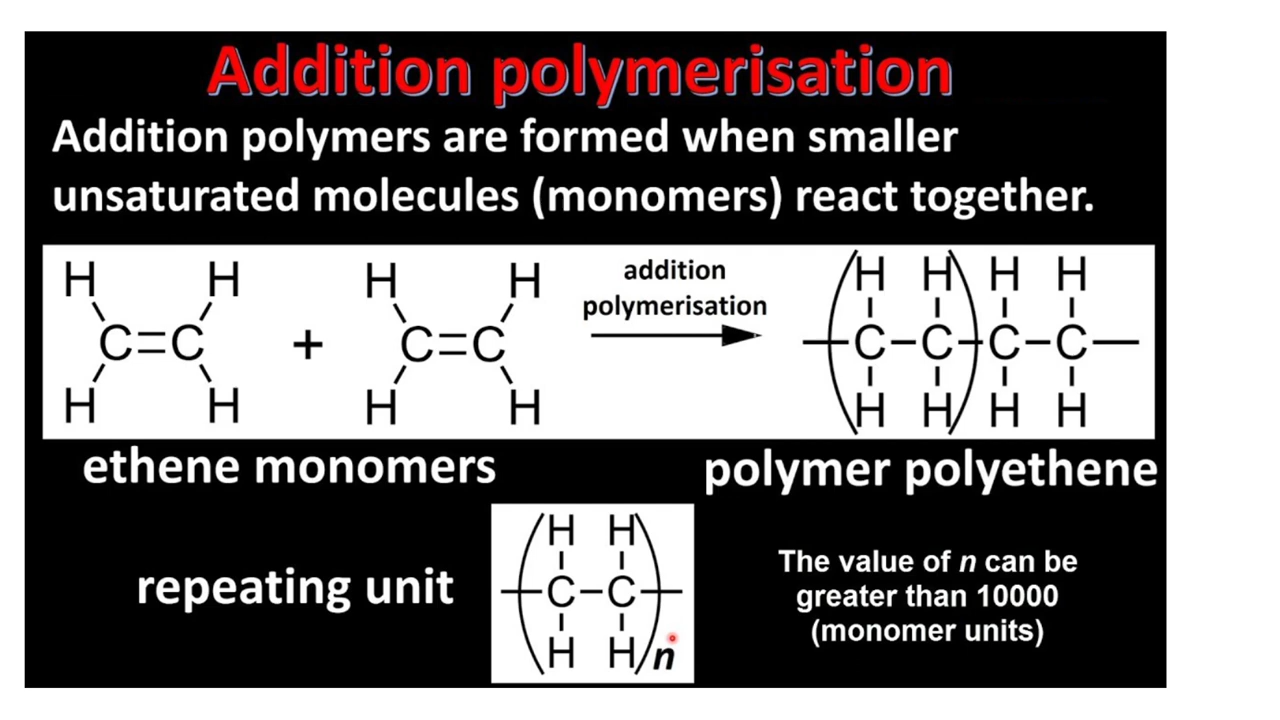 Addition polymerisation
Addition polymers are formed when smaller
unsaturated molecules (monomers) react together.
H H H H addition H H H H
polymerisation
C=C + C=C C-C-C-C
H H H H H H H H
ethene monomers polymer polyethene
H H
repeating unit C-C
H H n
The value of n can be
greater than 10000
(monomer units)